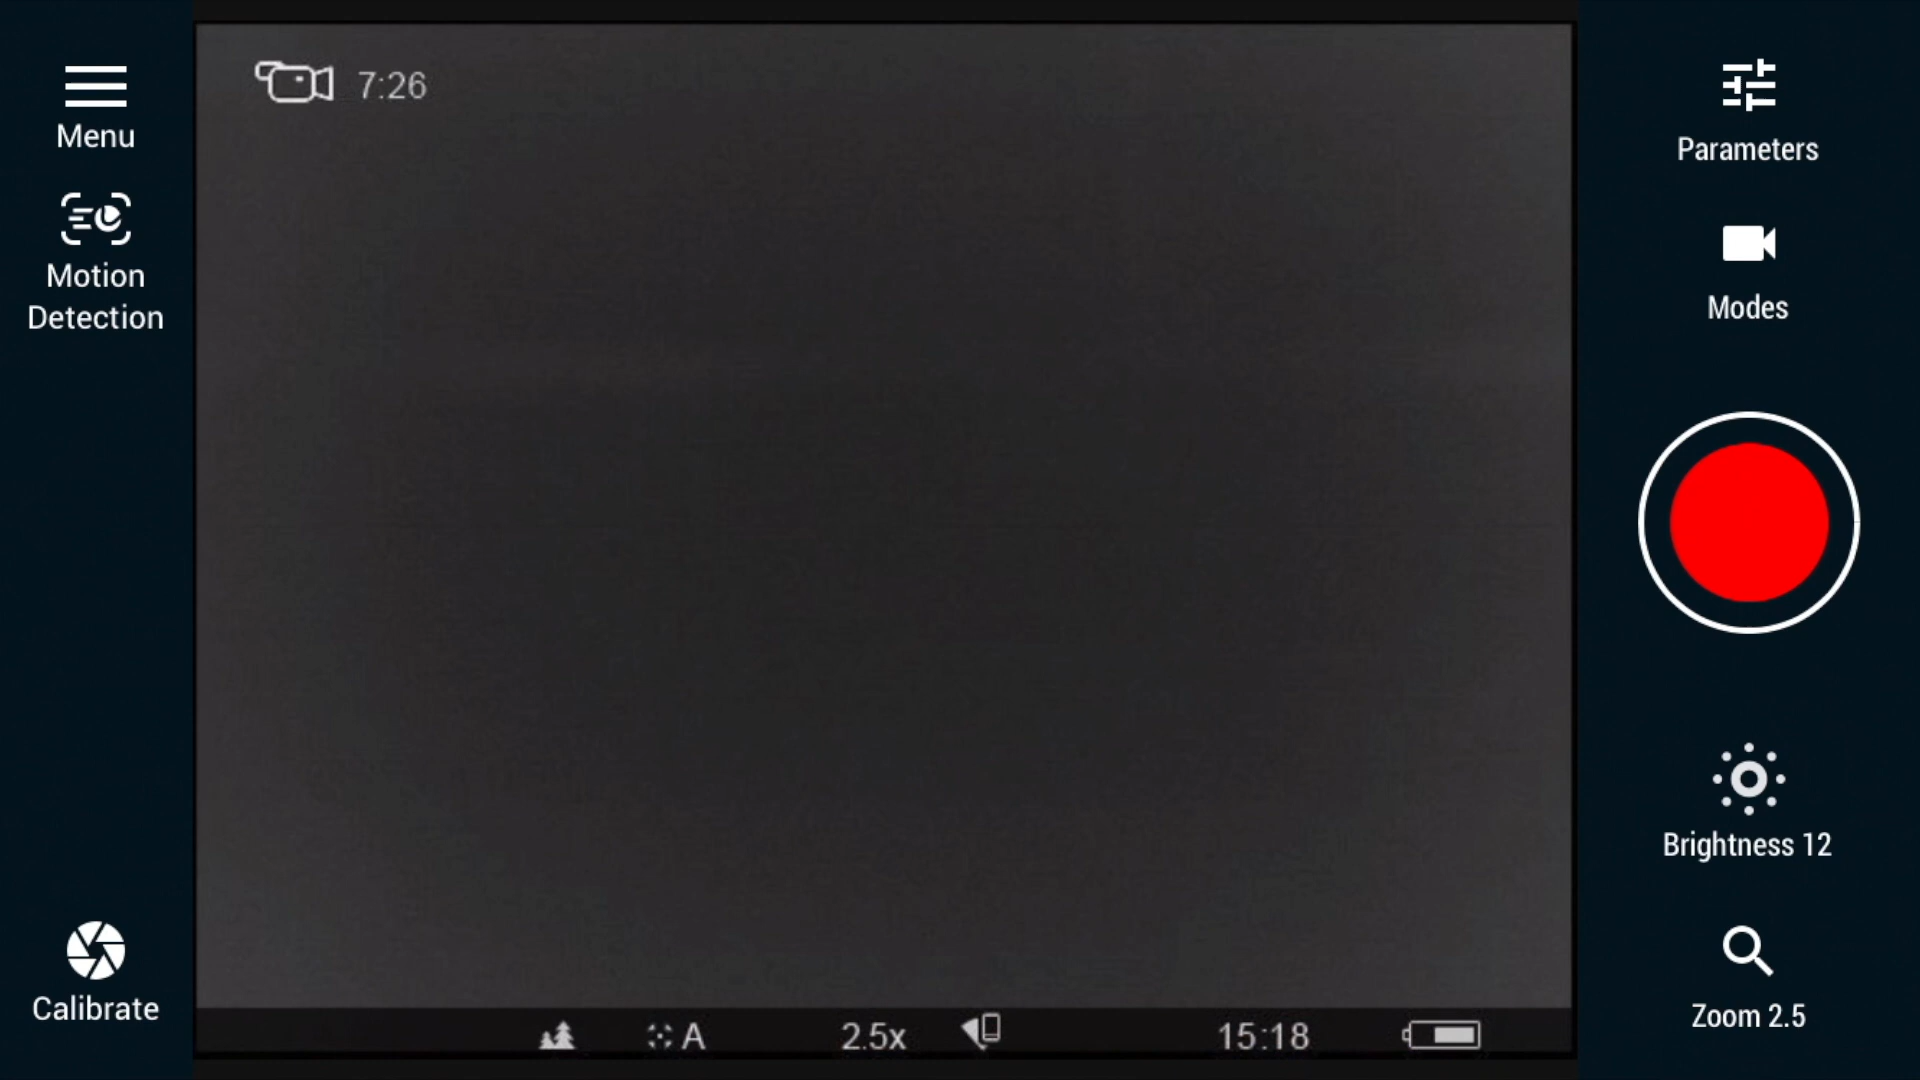 Menu
Motion
Detection
Calibrate
7:26
A
2.5x
15:18
Parameters
Modes
Brightness 12
Zoom 2.5